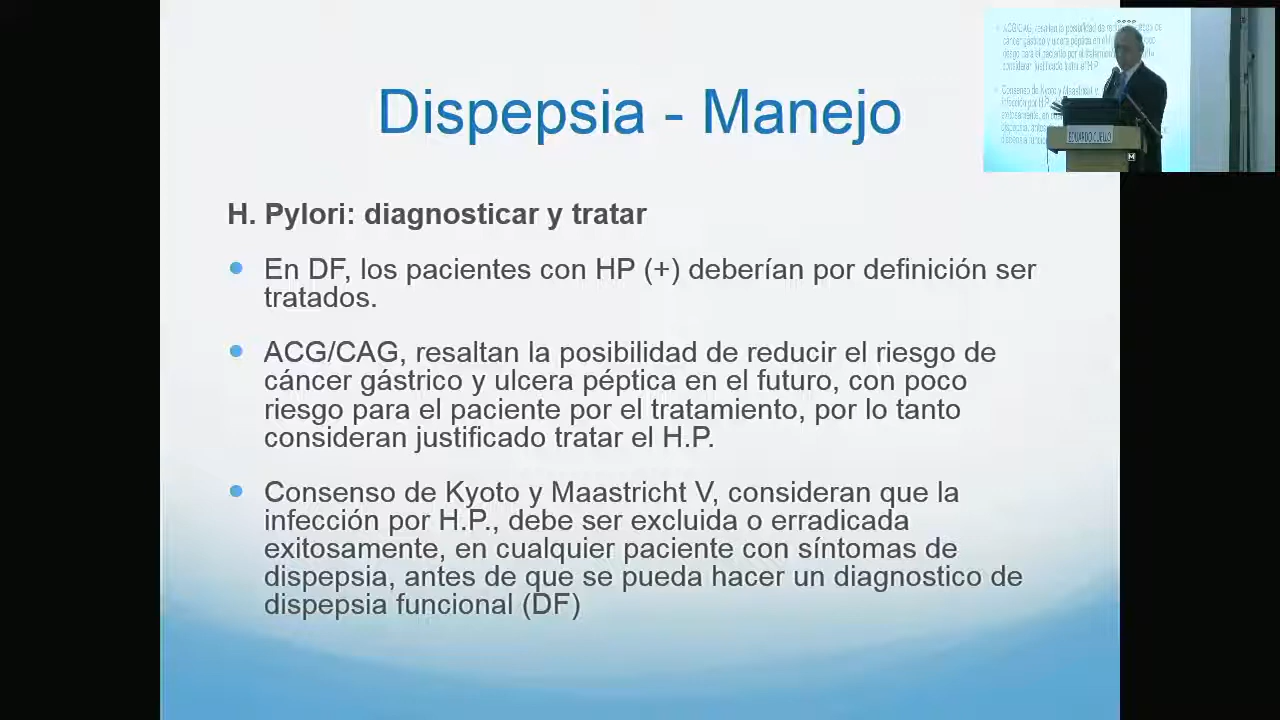 Dispepsia - Manejo
H. Pylori: diagnosticar y tratar
En DF, los pacientes con HP (+) deberían por definición ser
tratados.
ACG/CAG, resaltan la posibilidad de reducir el riesgo de
cáncer gástrico y ulcera péptica en el futuro, con poco
riesgo para el paciente por el tratamiento, por lo tanto
consideran justificado tratar el H.P.
Consenso de Kyoto y Maastricht V, consideran que la
infección por H.P., debe ser excluida o erradicada
exitosamente, en cualquier paciente con síntomas de
dispepsia, antes de que se pueda hacer un diagnostico de
dispepsia funcional (DF)
EDUARDO CUELLO
M